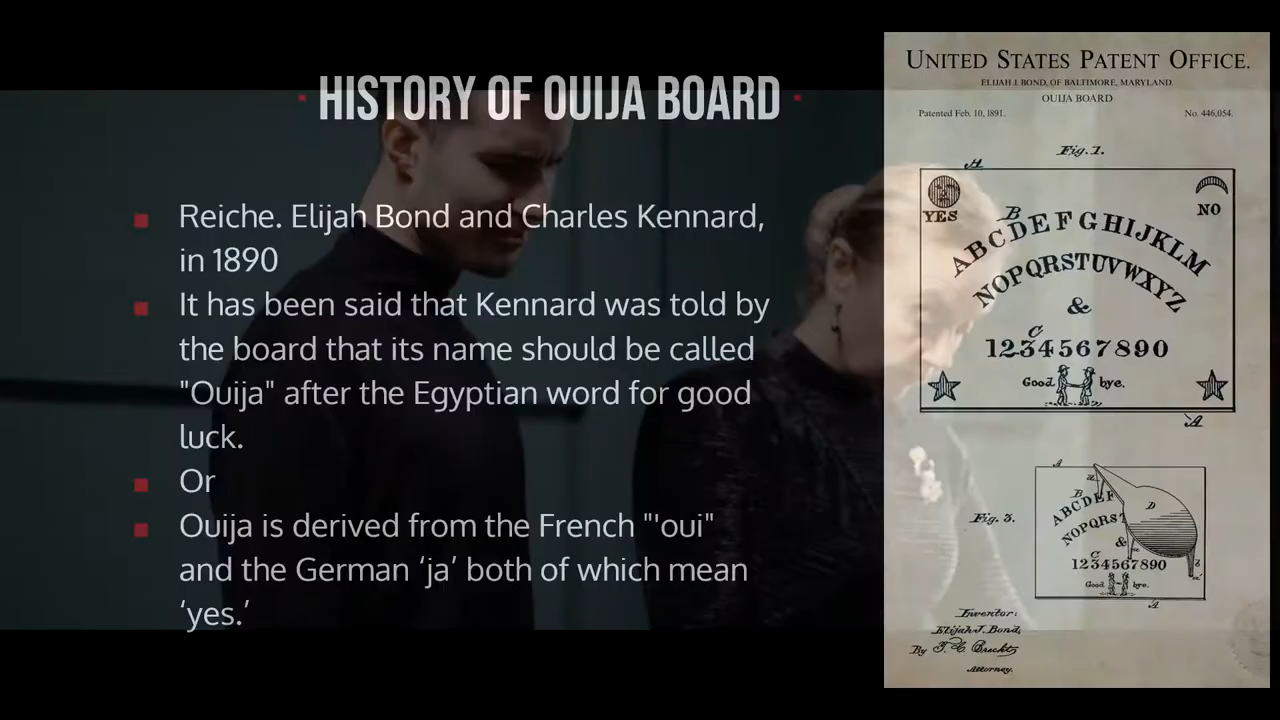 HISTORY OF OUIJA BOARD
Reiche. Elijah Bond and Charles Kennard,
in 1890
It has been said that Kennard was told by
the board that its name should be called
"Ouija" after the Egyptian word for good
luck.
Or
Ouija is derived from the French "'oui"
and the German ‘ja’ both of which mean
‘yes.’
UNITED STATES PATENT OFFICE.
ELIJAH J. BOND, OF BALTIMORE, MARYLAND.
OUIJA BOARD
Patented Feb. 10, 1891. No. 446,054.
Fig. 1.
A
YES NO
B
ABCDEFGHIJKLM
NOPQRSTUVWXYZ
&
C
1234567890
Good bye.
A
Fig. 3.
A
B D
ABCDEF
NOPQRST
&
C
1234567890
Good bye.
A
Inventor:
Elijah J. Bond,
By
Attorney.